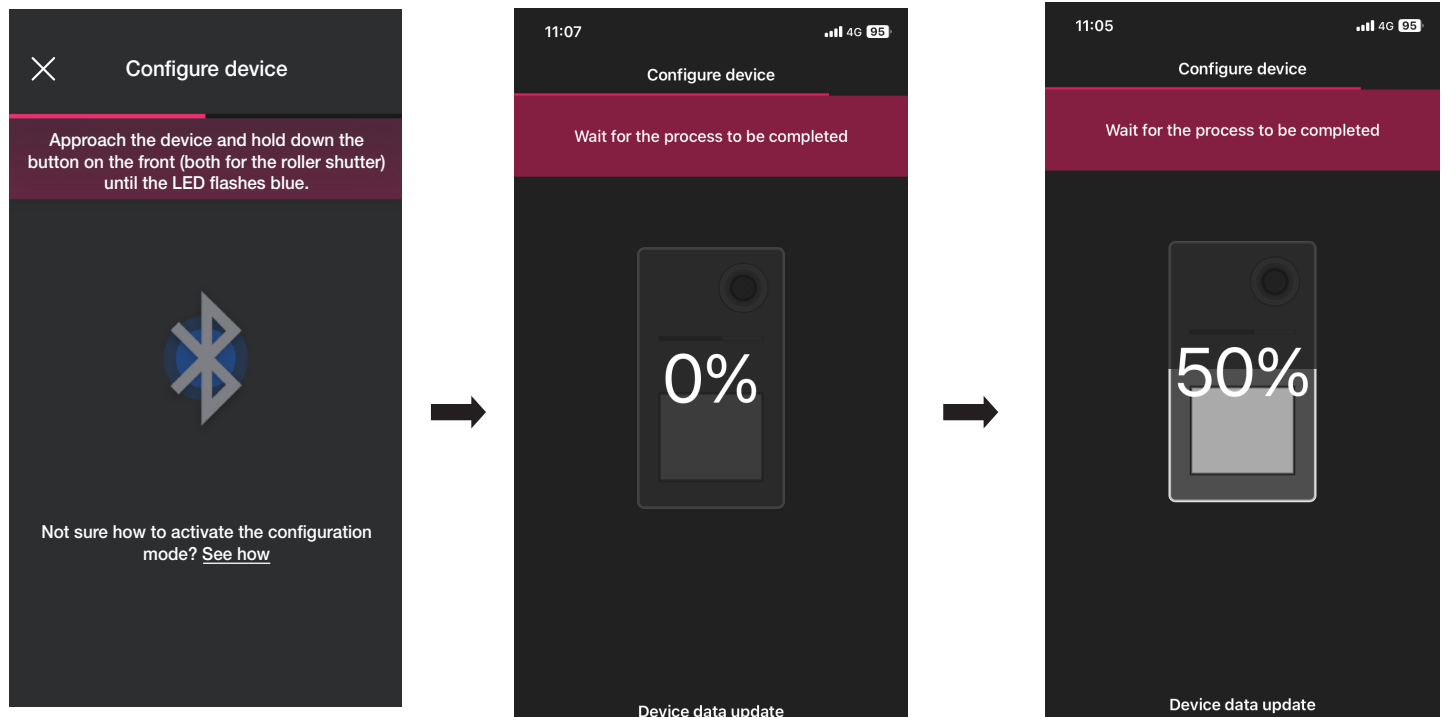 Configure device
Approach the device and hold down the
button on the front (both for the roller shutter)
until the LED flashes blue.
Not sure how to activate the configuration
mode? See how
11:07
4G 95
Configure device
Wait for the process to be completed
0%
Device data update
11:05
4G 95
Configure device
Wait for the process to be completed
50%
Device data update